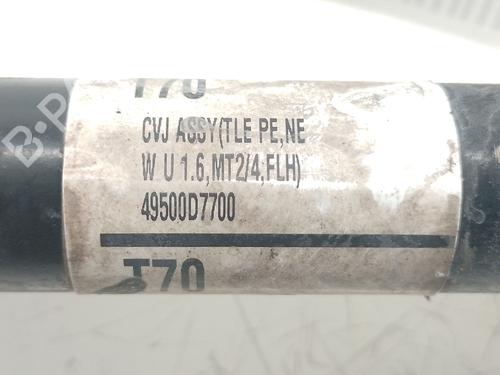 T70
CVJ ASSY(TLE PE,NE
W U 1.6,MT2/4,FLH)
49500D7700
T70